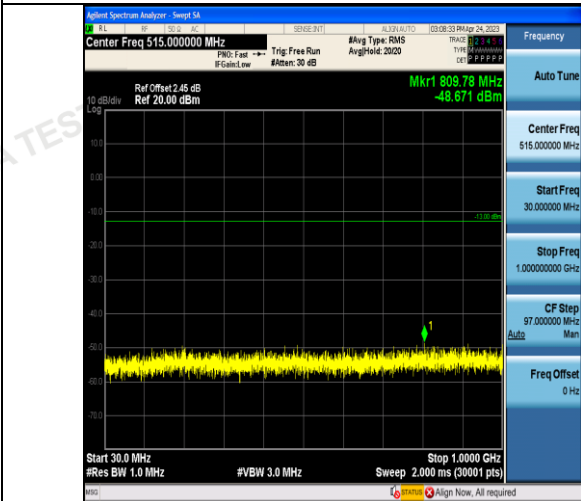 Agilent Spectrum Analyzer - Swept SA
RL RF 50 Ω AC SENSE:INT ALIGN AUTO 03:08:33 PM Apr 24, 2023
Center Freq 515.000000 MHz
PNO: Fast Trig: Free Run
IFGain:Low #Atten: 30 dB
#Avg Type: RMS
Avg|Hold: 20/20
TRACE 1 2 3 4 5 6
TYPE
DET P P P P P P
Mkr1 809.78 MHz
-48.671 dBm
Ref Offset 2.45 dB
10 dB/div Ref 20.00 dBm
Log
10.0
0.00
-10.0
-13.00 dBm
-20.0
-30.0
-40.0
1
-50.0
-60.0
-70.0
Start 30.0 MHz Stop 1.0000 GHz
#Res BW 1.0 MHz #VBW 3.0 MHz Sweep 2.000 ms (30001 pts)
MSG STATUS Align Now, All required
Frequency
Auto Tune
Center Freq
515.000000 MHz
Start Freq
30.000000 MHz
Stop Freq
1.000000000 GHz
CF Step
97.000000 MHz
Auto Man
Freq Offset
0 Hz
A TEST